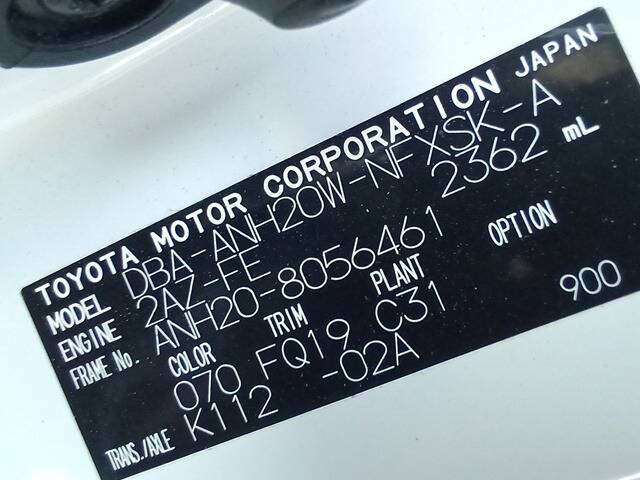 TOYOTA MOTOR CORPORATION JAPAN
MODEL DBA-ANH20W-NFXSK-A
ENGINE 2AZ-FE 2362 mL
FRAME No. ANH20-8056461
COLOR TRIM PLANT OPTION
070 FQ19 C31 900
TRANS./AXLE K112 -02A